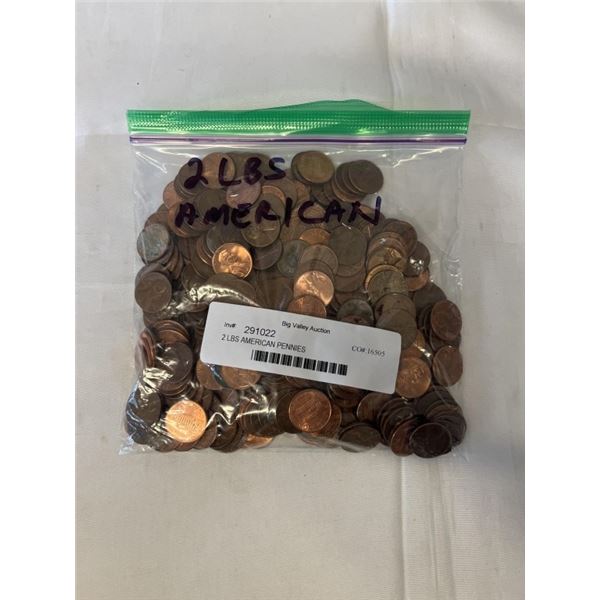 2 LBS
AMERICAN
Big Valley Auction
Inv# 291022
CO#:16505
2 LBS AMERICAN PENNIES